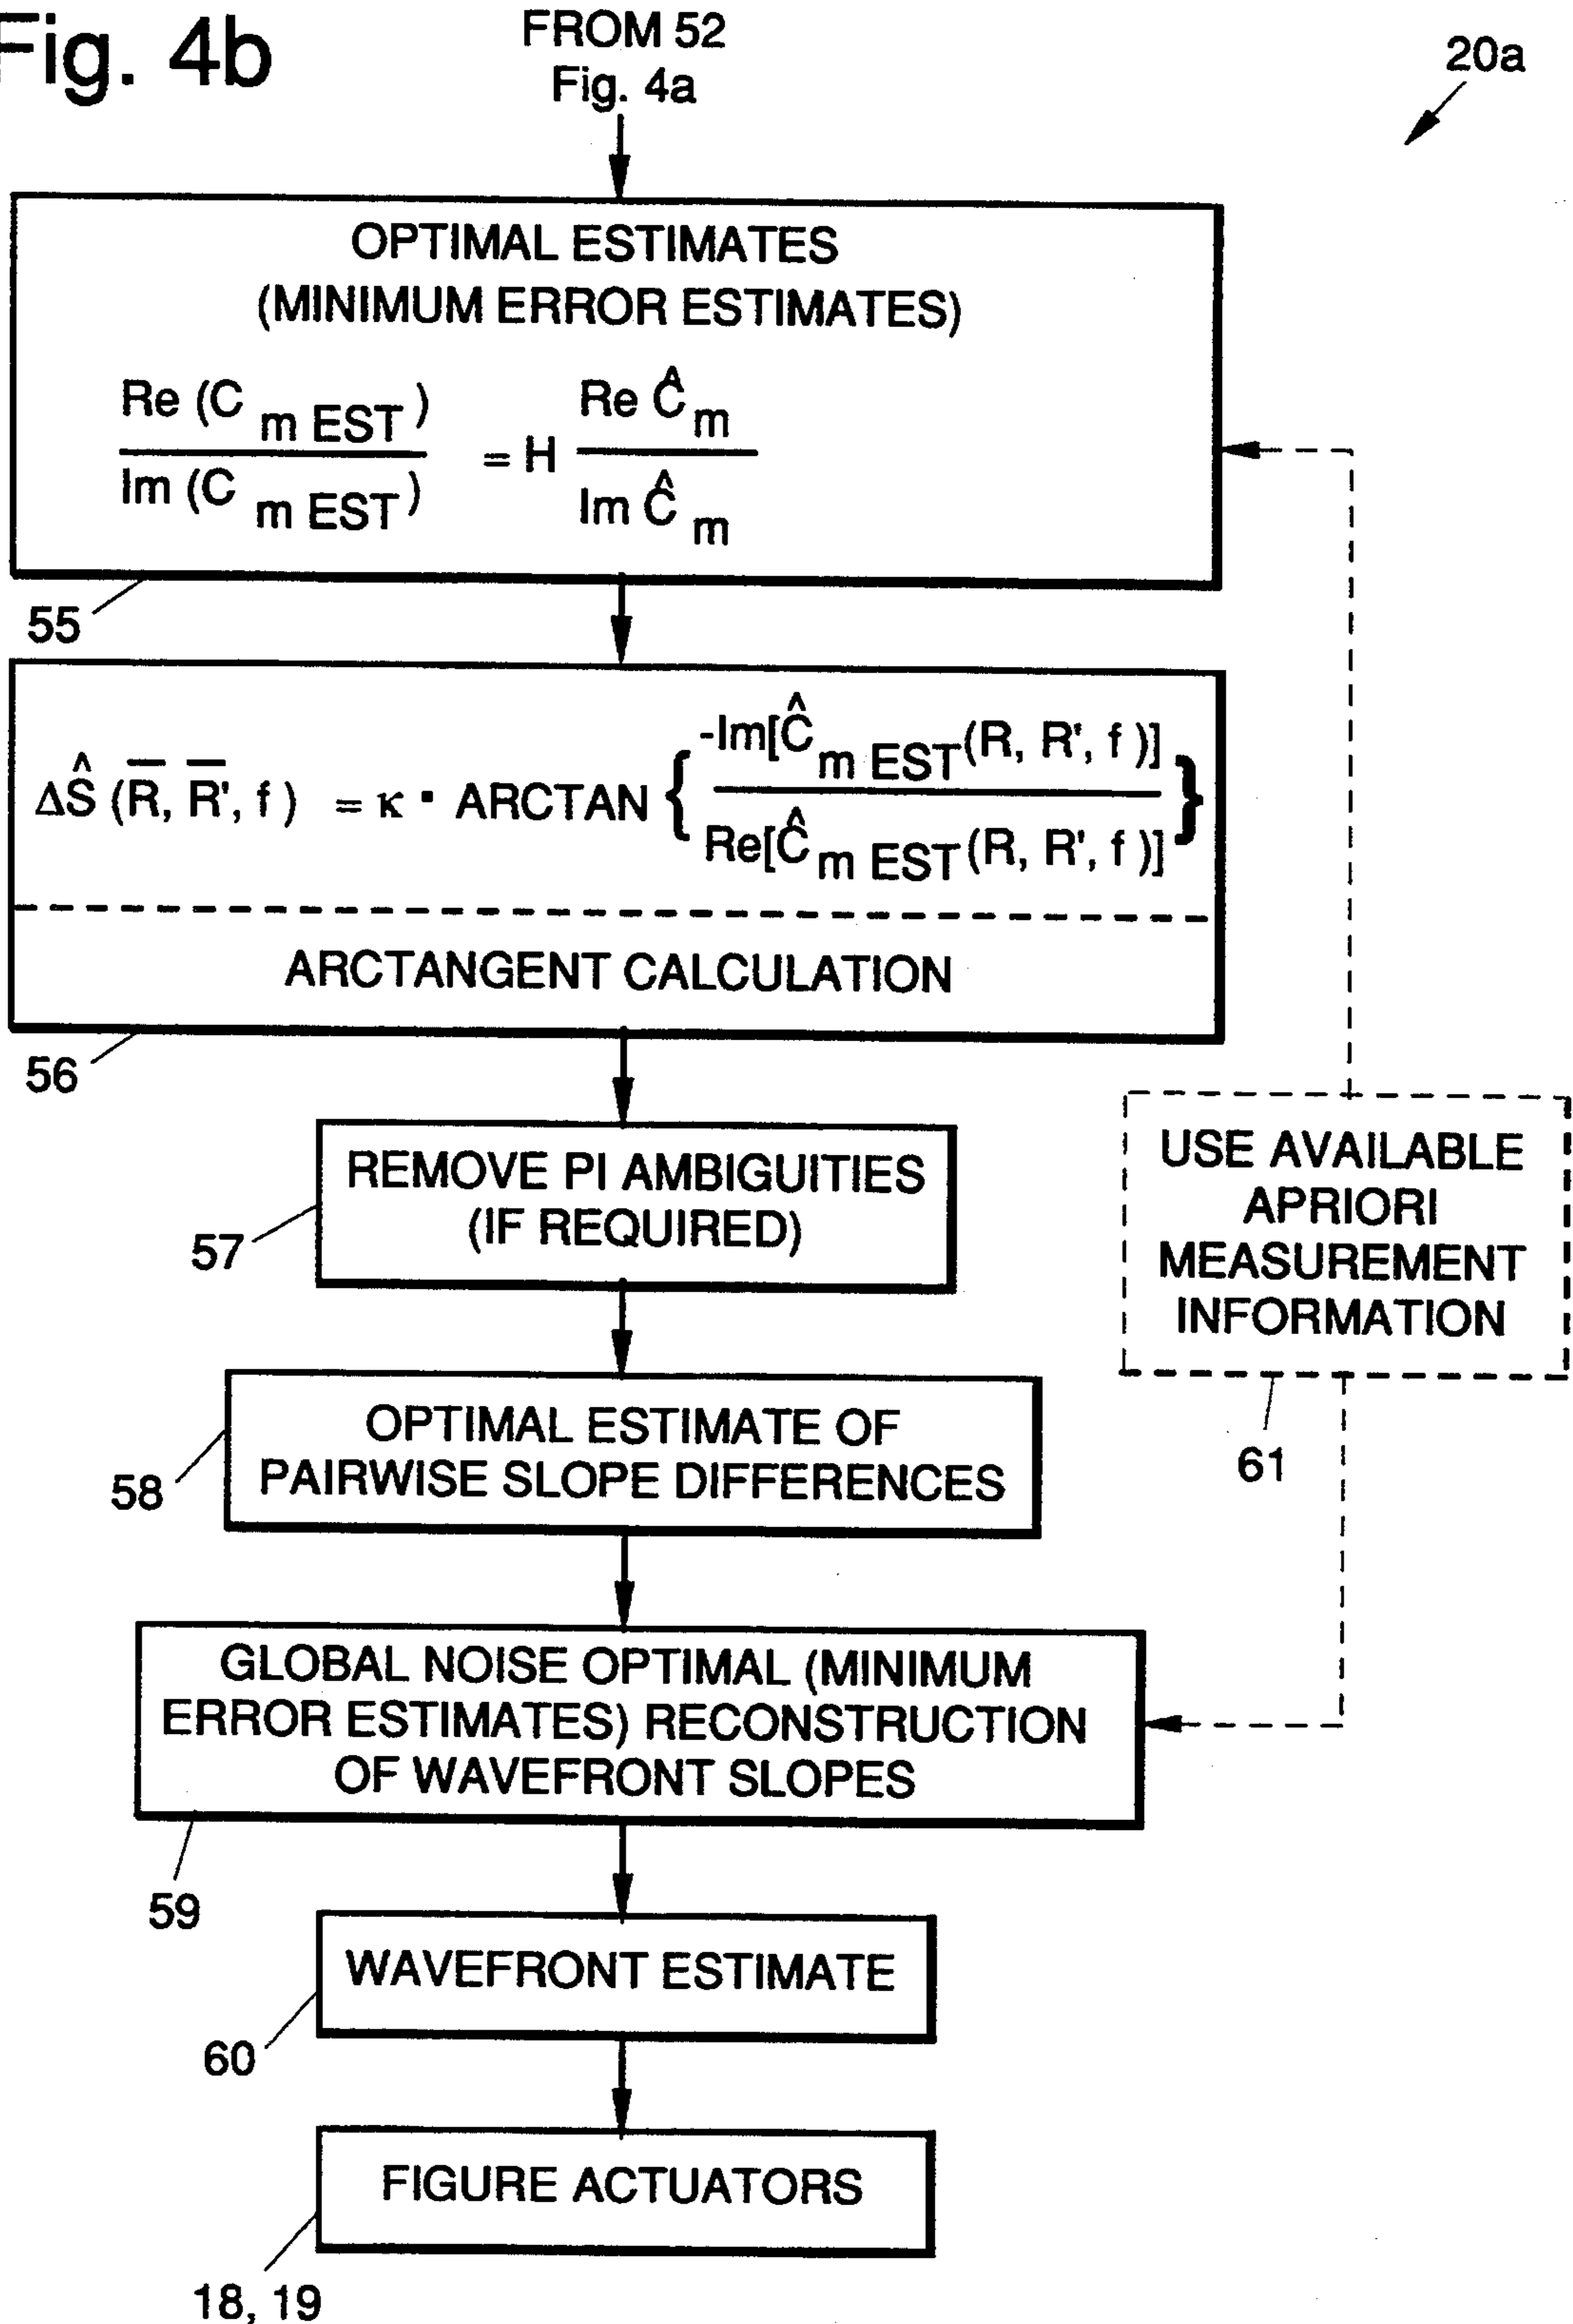 Fig. 4b
FROM 52
Fig. 4a
20a
OPTIMAL ESTIMATES
(MINIMUM ERROR ESTIMATES)
Re (C m EST) / Im (C m EST) = H Re Ĉ m / Im Ĉ m
55
ΔŜ (R̅, R̅', f) = κ · ARCTAN { -Im[Ĉ m EST (R, R', f)] / Re[Ĉ m EST (R, R', f)] }
ARCTANGENT CALCULATION
56
REMOVE PI AMBIGUITIES
(IF REQUIRED)
57
USE AVAILABLE
APRIORI
MEASUREMENT
INFORMATION
61
OPTIMAL ESTIMATE OF
PAIRWISE SLOPE DIFFERENCES
58
GLOBAL NOISE OPTIMAL (MINIMUM
ERROR ESTIMATES) RECONSTRUCTION
OF WAVEFRONT SLOPES
59
WAVEFRONT ESTIMATE
60
FIGURE ACTUATORS
18, 19